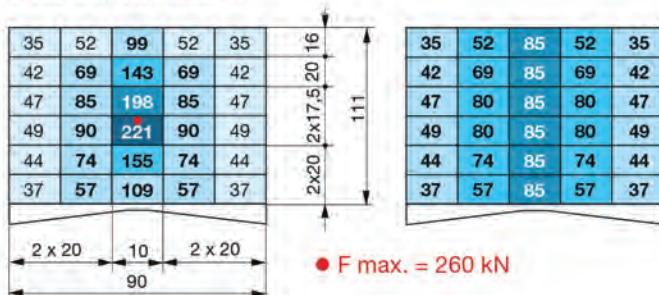 35 52 99 52 35 16 35 52 85 52 35
42 69 143 69 42 20 42 69 85 69 42
47 85 198 85 47 2x17,5 111 47 80 85 80 47
49 90 221 90 49 49 80 85 80 49
44 74 155 74 44 2x20 44 74 85 74 44
37 57 109 57 37 37 57 85 57 37
2 x 20 10 2 x 20
F max. = 260 kN
90